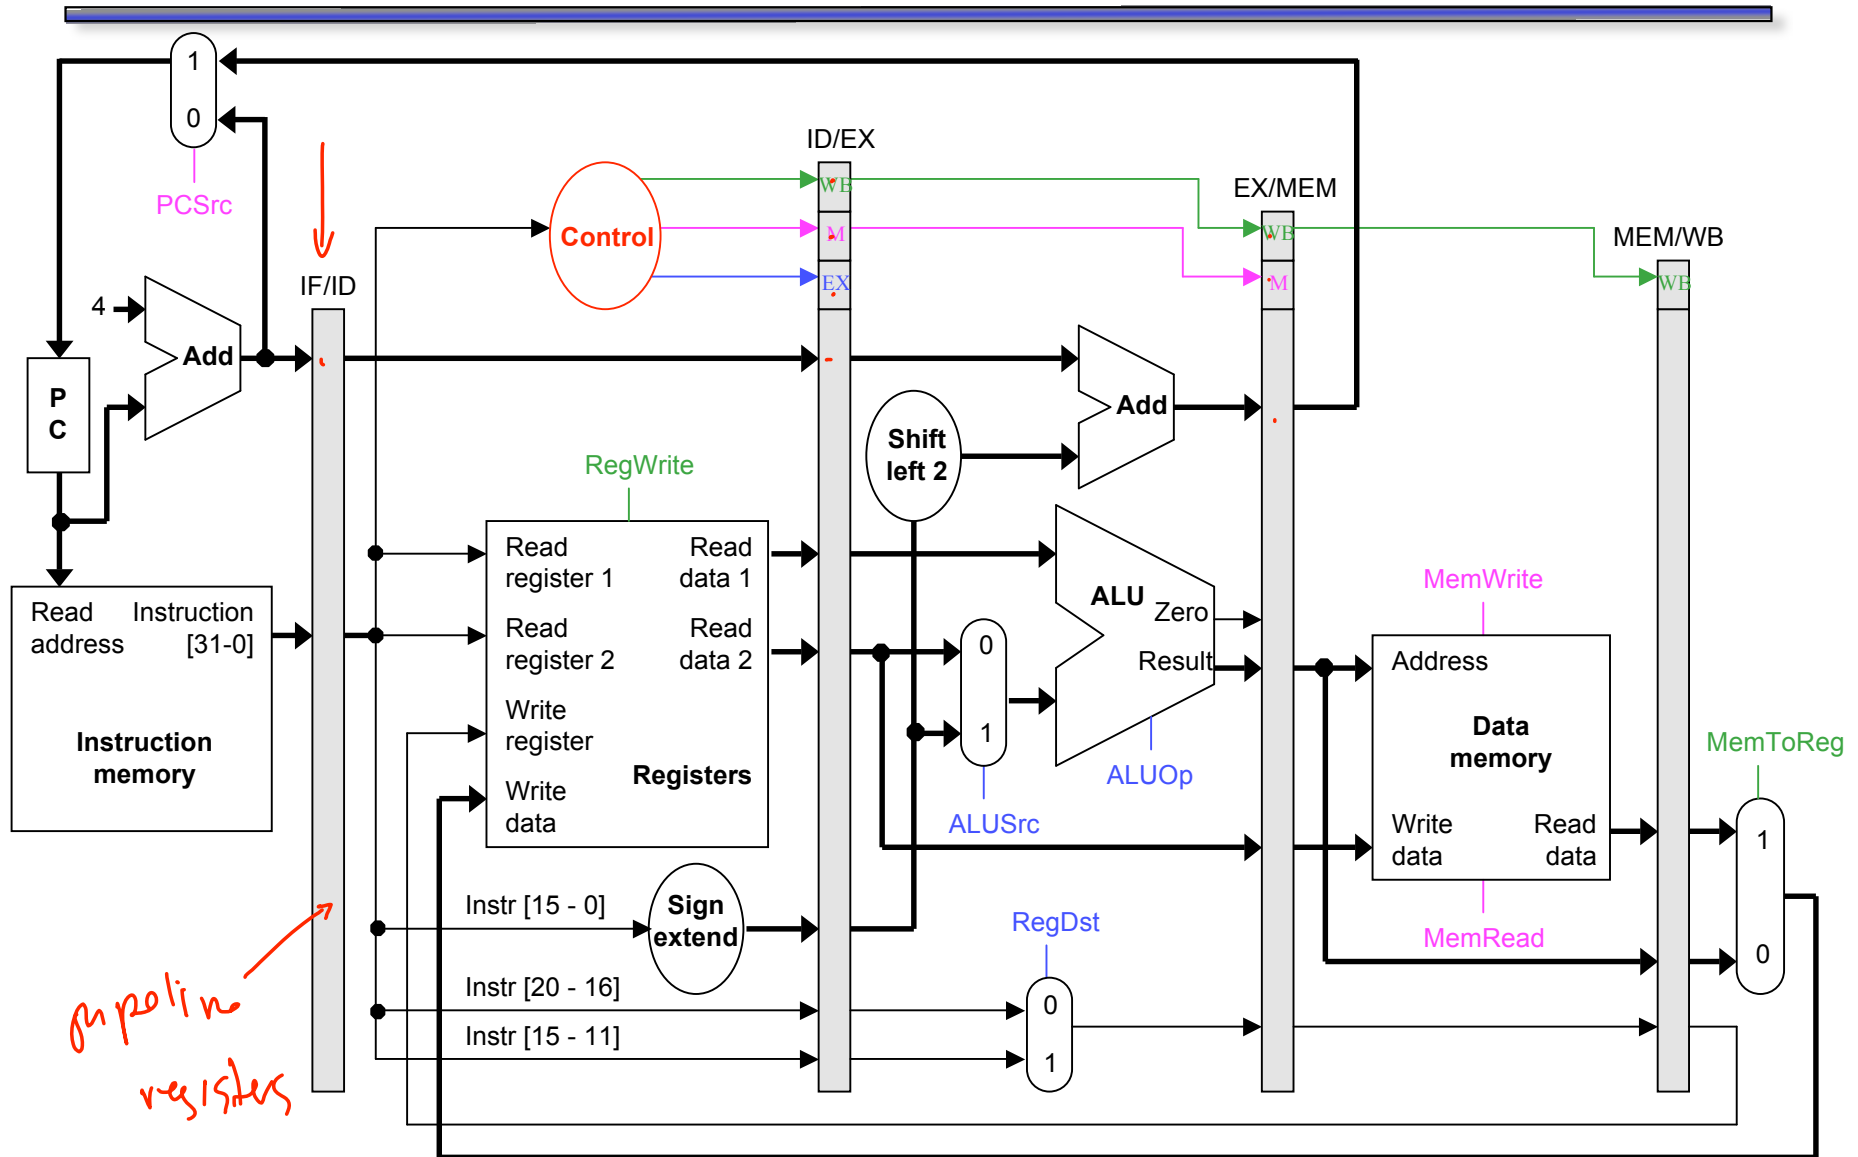 1
0
PCSrc
ID/EX
WB
M
EX
Control
EX/MEM
WB
M
MEM/WB
WB
IF/ID
4
Add
P
C
Add
Shift
left 2
RegWrite
Read
register 1
Read
data 1
Read
register 2
Read
data 2
Write
register
Write
data
Registers
Read
address
Instruction
[31-0]
Instruction
memory
0
1
ALUSrc
ALU
Zero
Result
ALUOp
MemWrite
Address
Data
memory
Write
data
Read
data
MemRead
MemToReg
1
0
Instr [15 - 0]
Sign
extend
RegDst
Instr [20 - 16]
Instr [15 - 11]
0
1
pipeline
registers